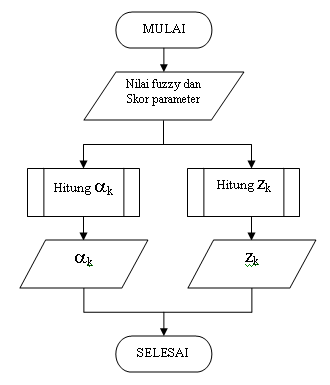 MULAI
Nilai fuzzy dan
Skor parameter
Hitung αk
Hitung zk
αk
zk
SELESAI